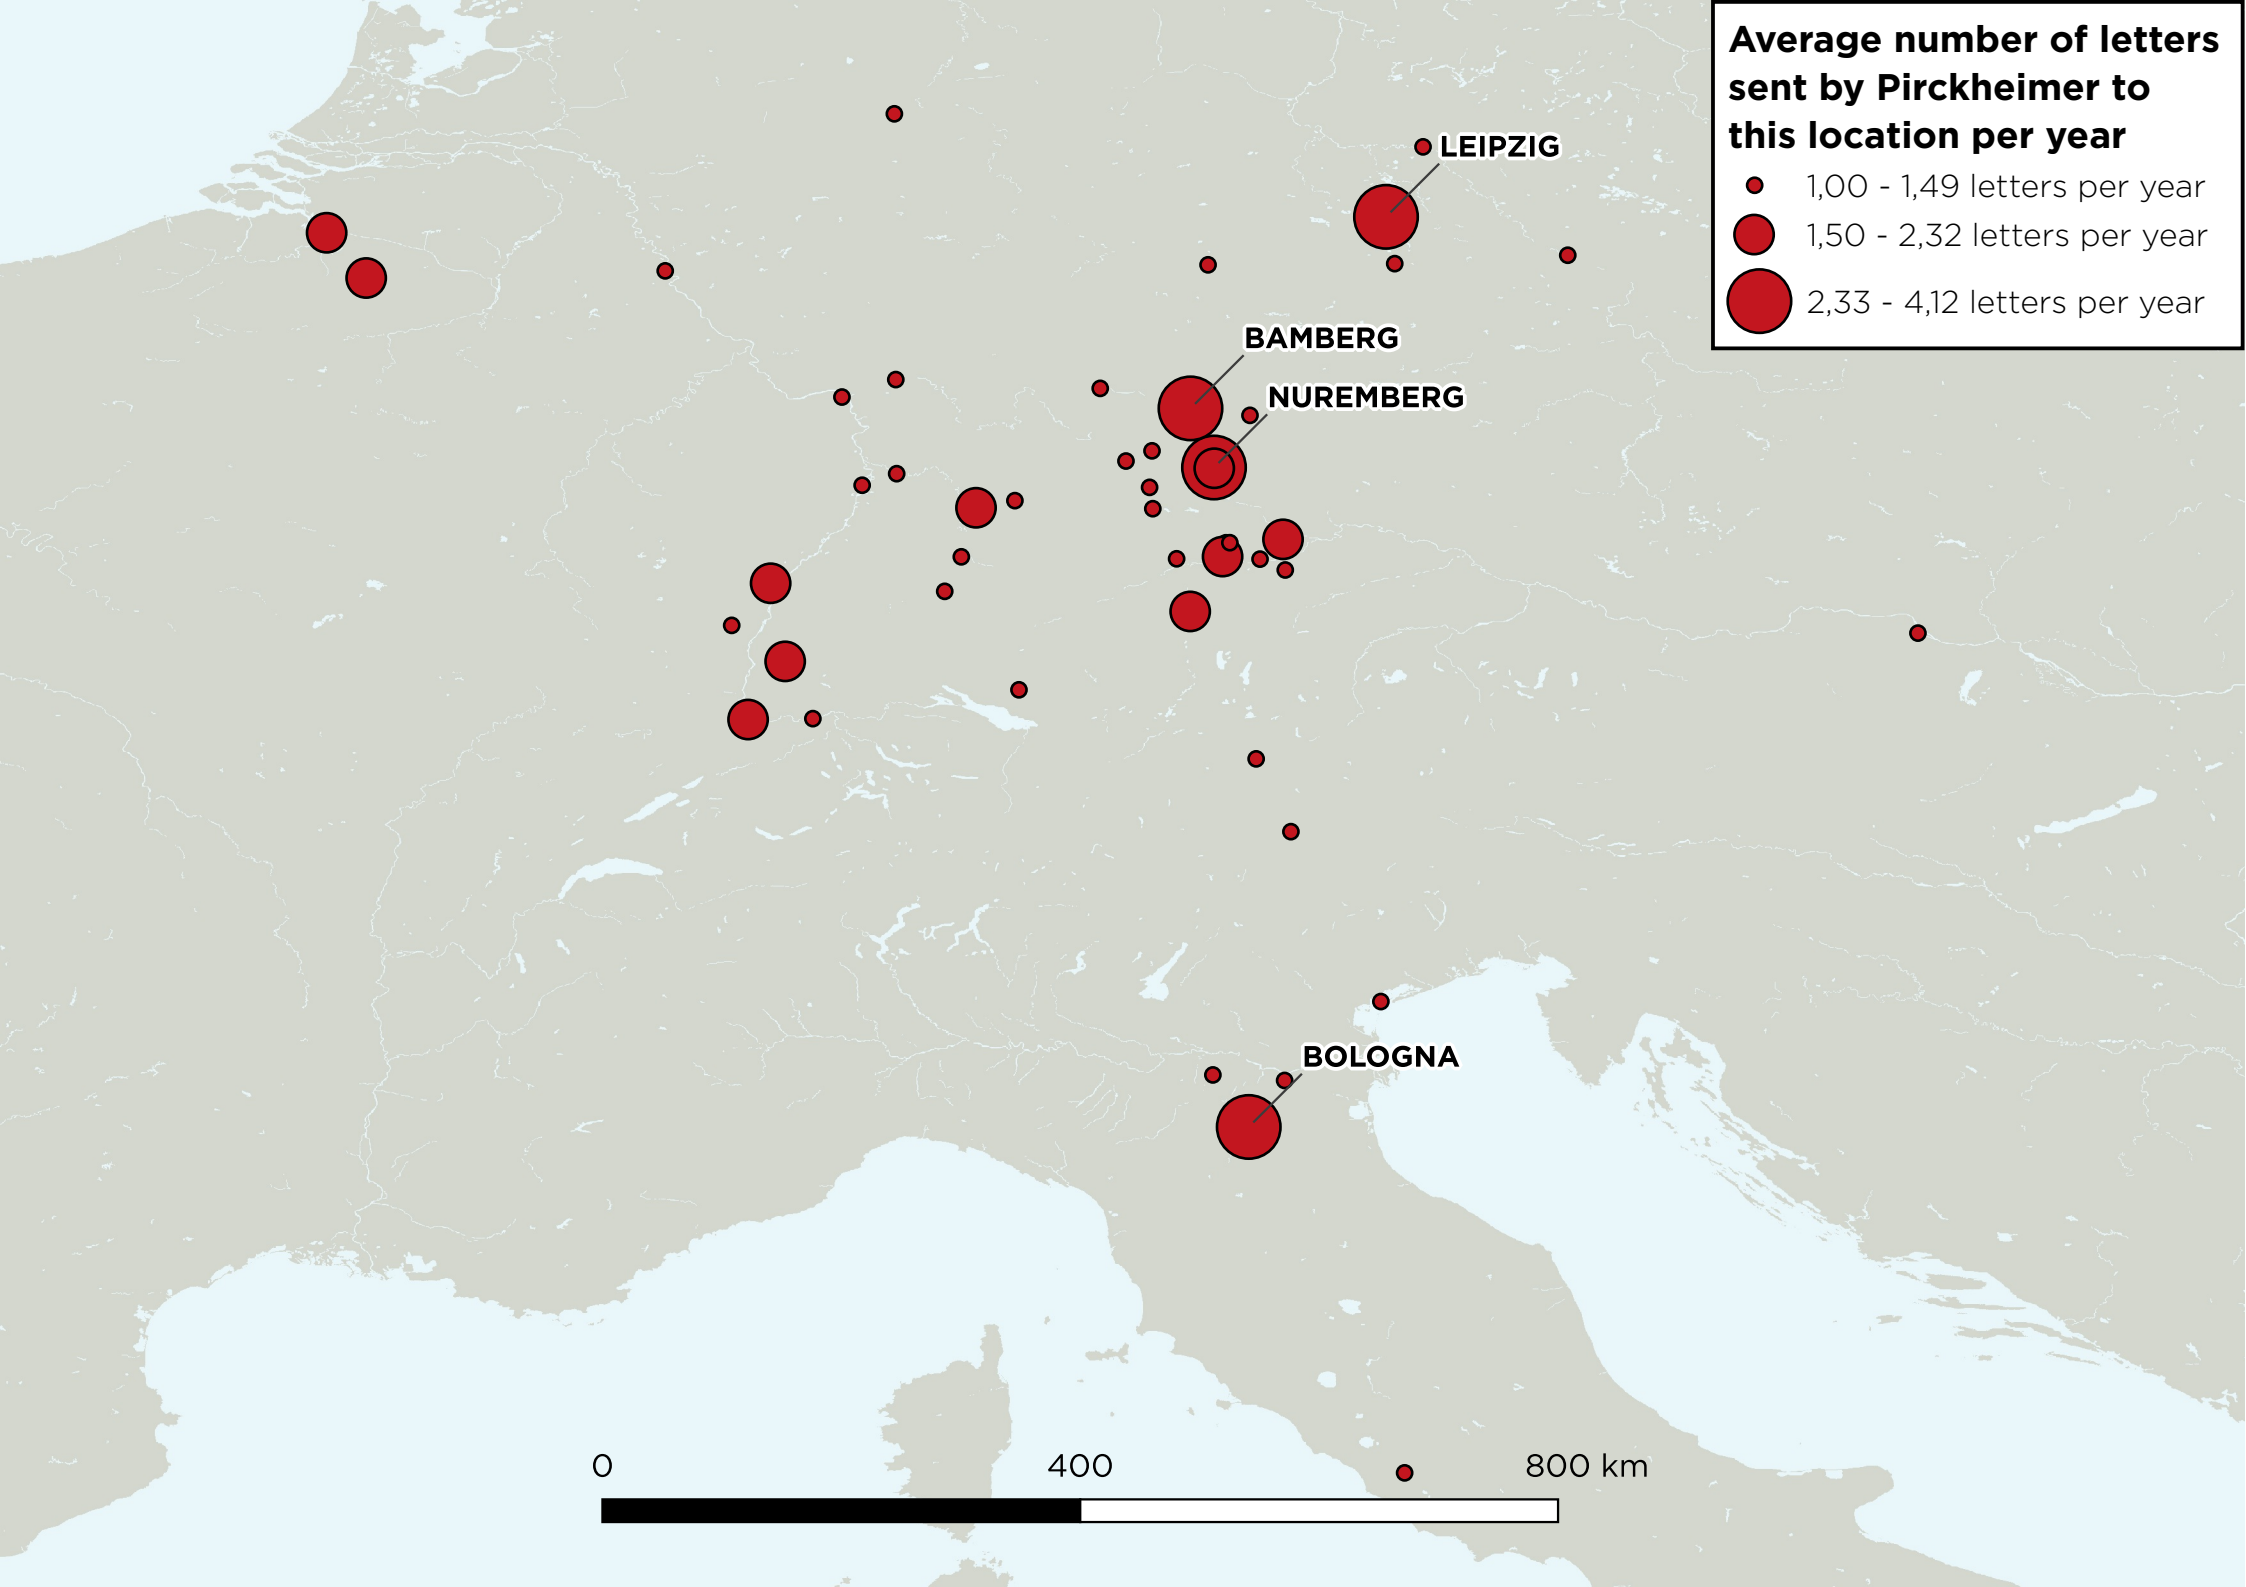 Average number of letters
sent by Pirckheimer to
this location per year
1,00 - 1,49 letters per year
1,50 - 2,32 letters per year
2,33 - 4,12 letters per year
LEIPZIG
BAMBERG
NUREMBERG
BOLOGNA
0 400 800 km